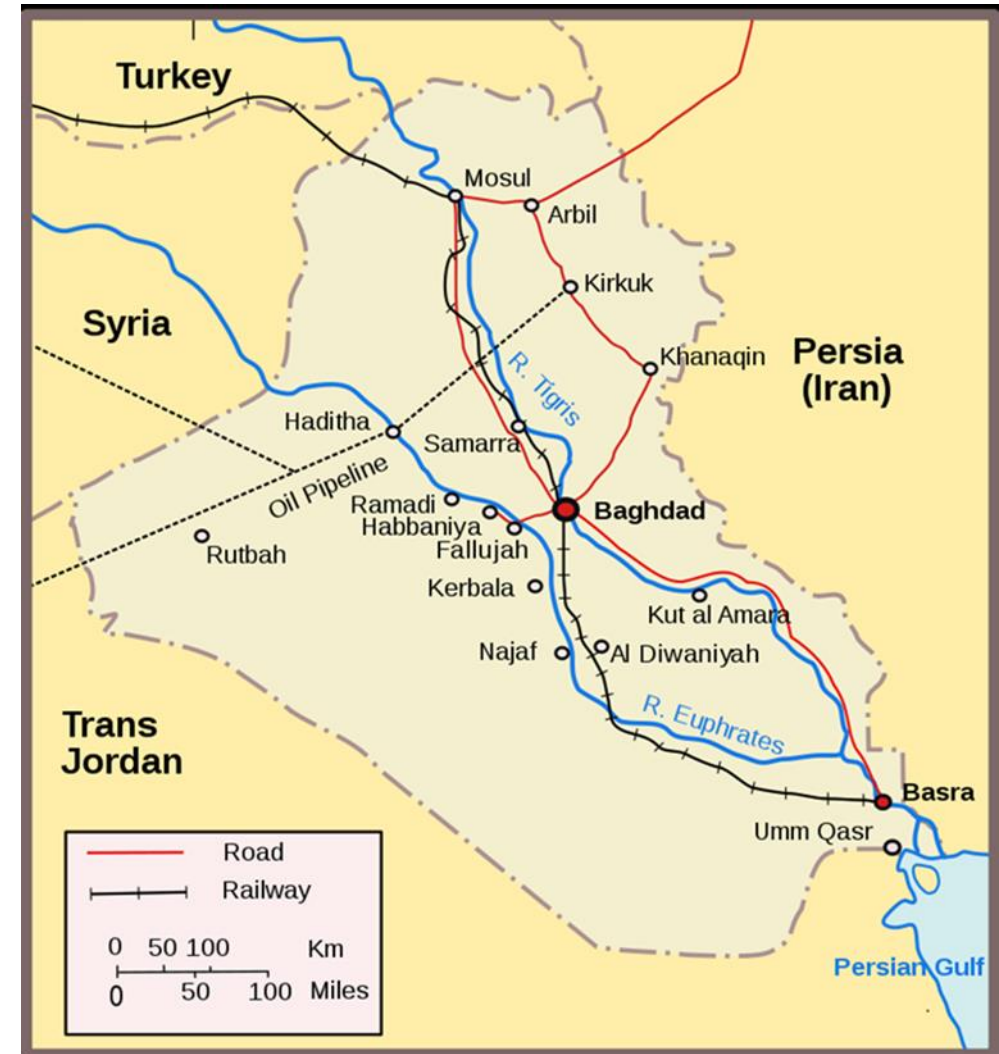 Turkey
Mosul
Arbil
Kirkuk
Syria
Khanaqin
Persia
(Iran)
R. Tigris
Haditha
Samarra
Oil Pipeline
Ramadi
Habbaniya
Fallujah
Baghdad
Rutbah
Kerbala
Kut al Amara
Najaf
Al Diwaniyah
R. Euphrates
Trans
Jordan
Basra
Umm Qasr
Persian Gulf
Road
Railway
0 50 100 Km
0 50 100 Miles